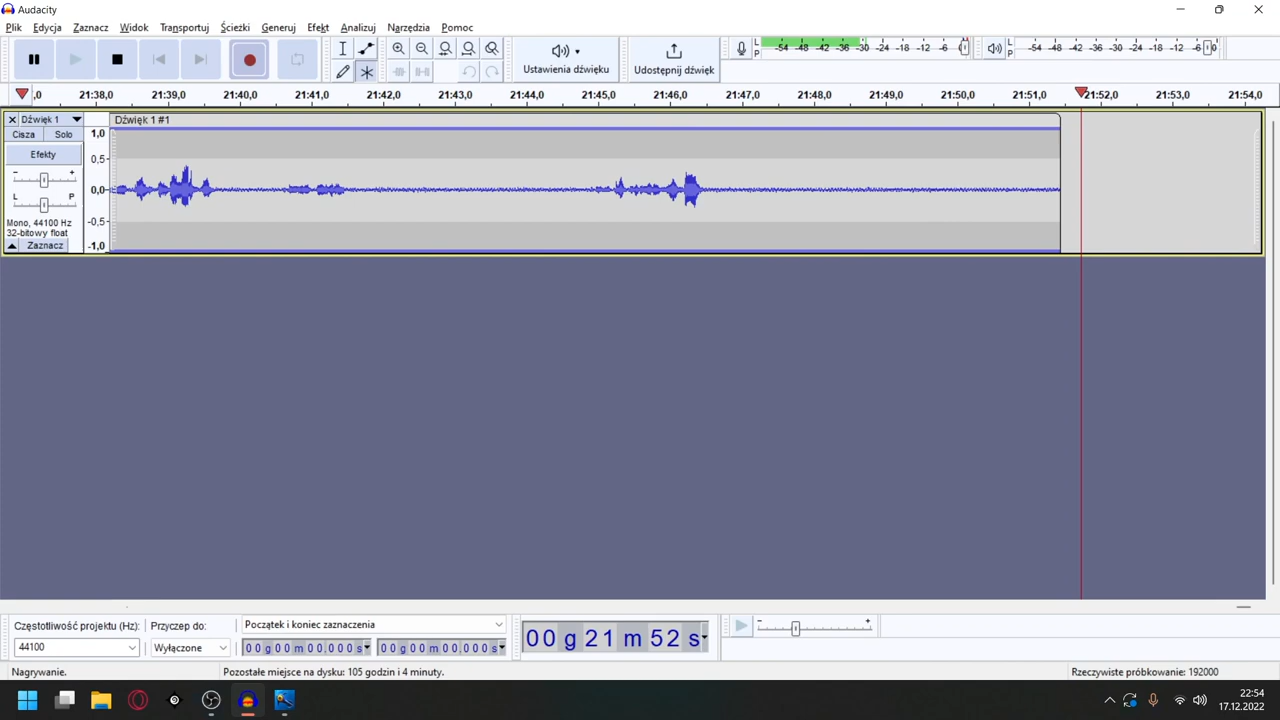 Audacity
Plik Edycja Zaznacz Widok Transportuj Ścieżki Generuj Efekt Analizuj Narzędzia Pomoc
Ustawienia dźwięku
Udostępnij dźwięk
L P -54 -48 -42 -36 -30 -24 -18 -12 -6
L P -54 -48 -42 -36 -30 -24 -18 -12 -6 0
,0 21:38,0 21:39,0 21:40,0 21:41,0 21:42,0 21:43,0 21:44,0 21:45,0 21:46,0 21:47,0 21:48,0 21:49,0 21:50,0 21:51,0 21:52,0 21:53,0 21:54,0
Dźwięk 1
Dźwięk 1 #1
Cisza Solo
Efekty
- +
L P
Mono, 44100 Hz
32-bitowy float
Zaznacz
1,0
0,5
0,0
-0,5
-1,0
Częstotliwość projektu (Hz): Przyciep do: Początek i koniec zaznaczenia
44100 Wyłączone 00 g 00 m 00.000 s 00 g 00 m 00.000 s
00 g 21 m 52 s
- +
Nagrywanie. Pozostałe miejsce na dysku: 105 godzin i 4 minuty. Rzeczywiste próbkowanie: 192000
22:54
17.12.2022